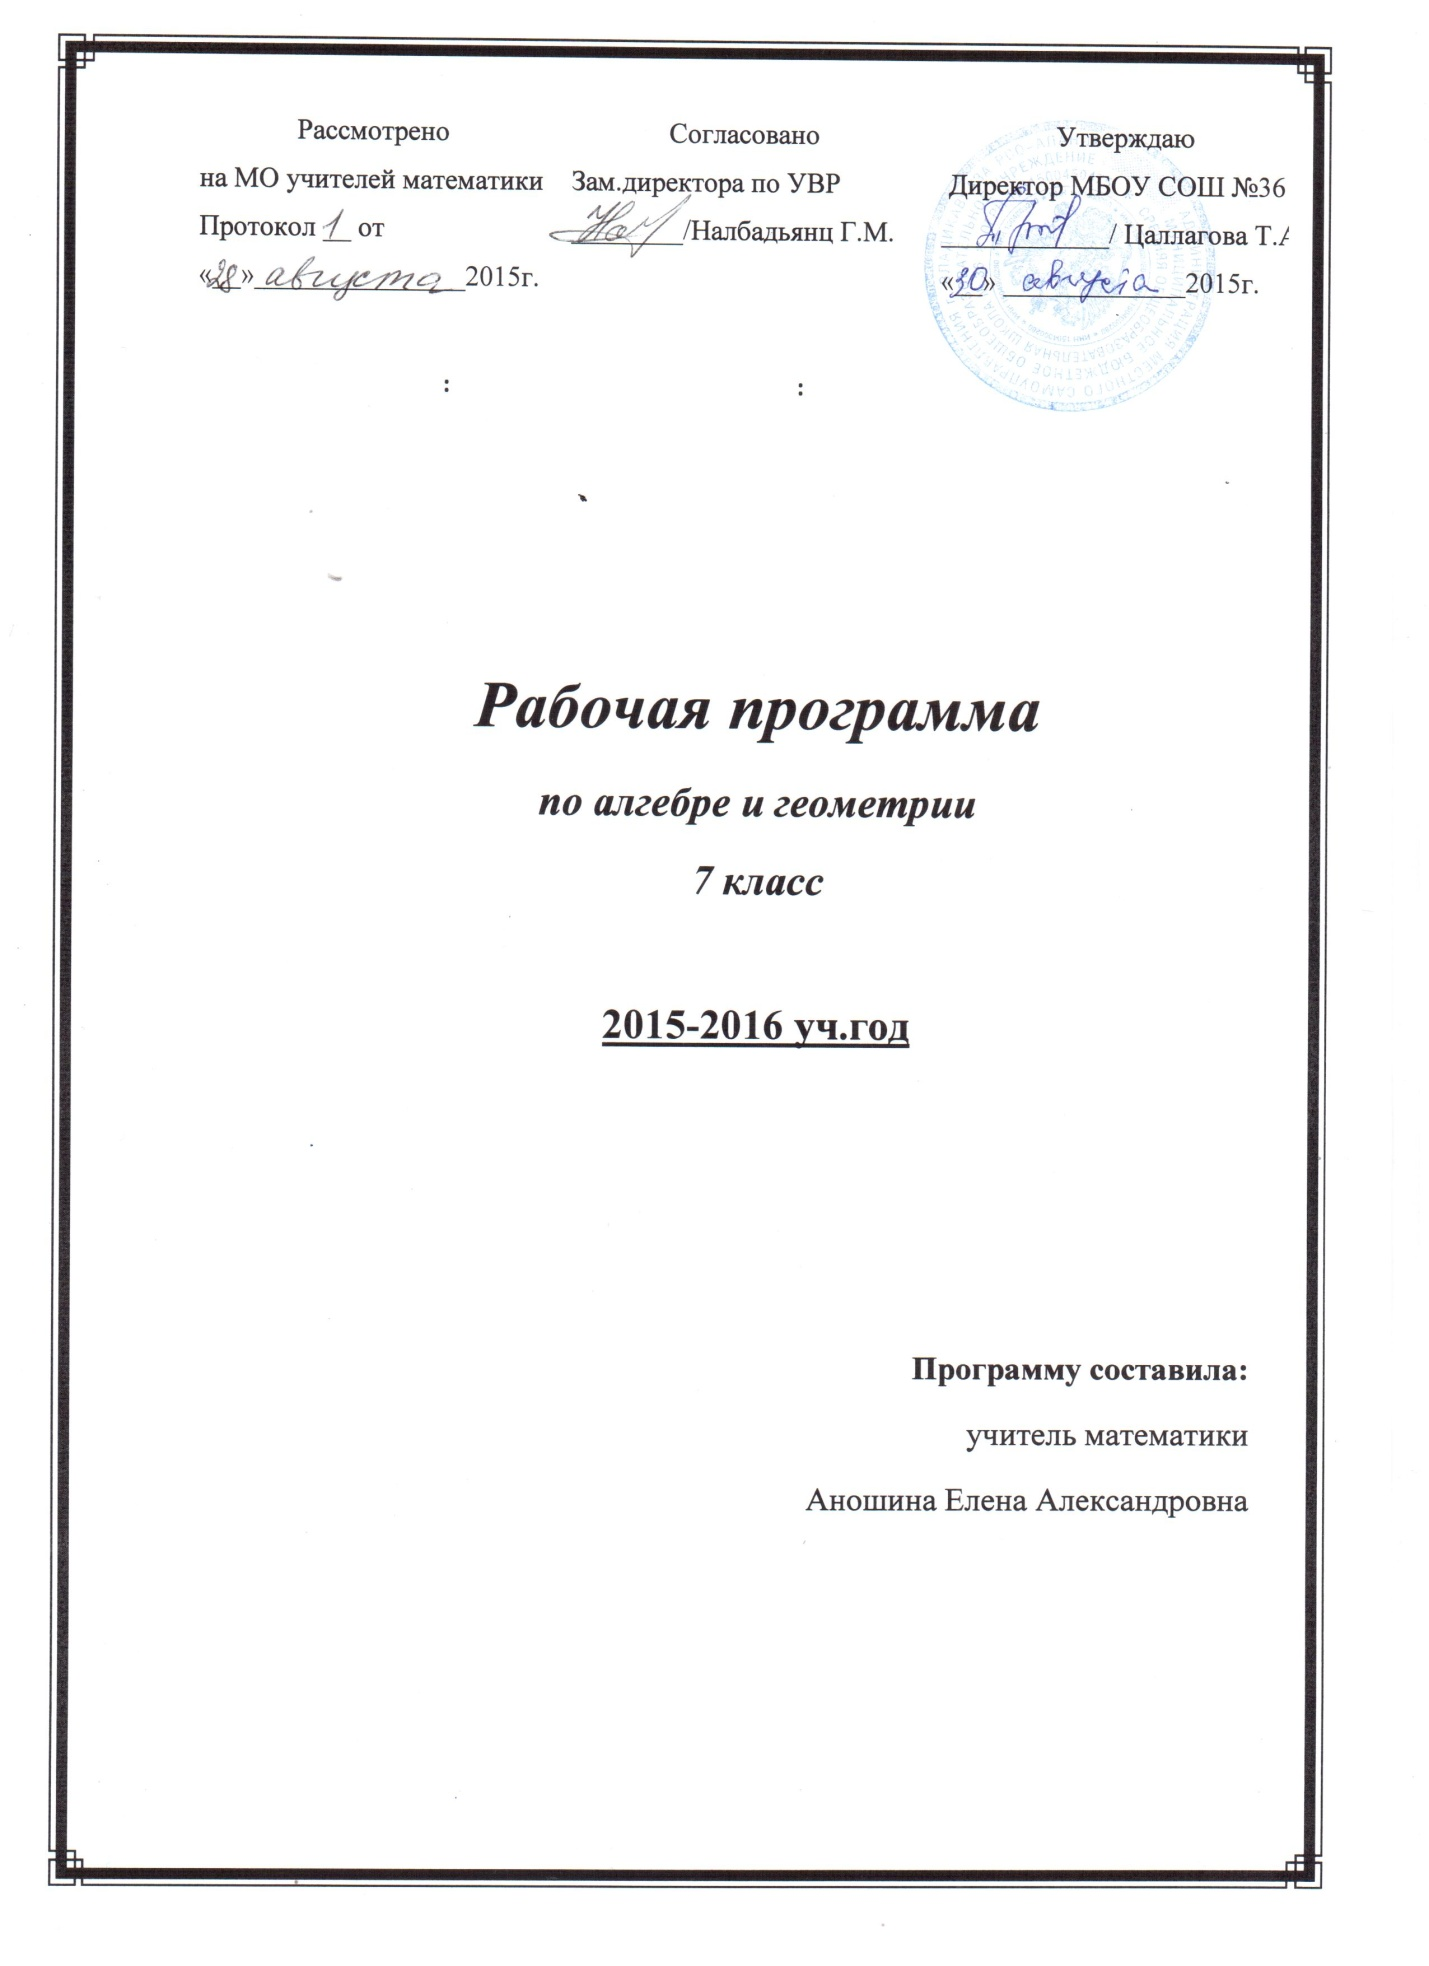 Рассмотрено
на МО учителей математики
Протокол 1 от
«28» августа 2015г.
Согласовано
Зам.директора по УВР
/Налбадьянц Г.М.
Утверждаю
Директор МБОУ СОШ №36
/ Цаллагова Т.А
«30» августа 2015г.
:
:
Рабочая программа
по алгебре и геометрии
7 класс
2015-2016 уч.год
Программу составила:
учитель математики
Аношина Елена Александровна